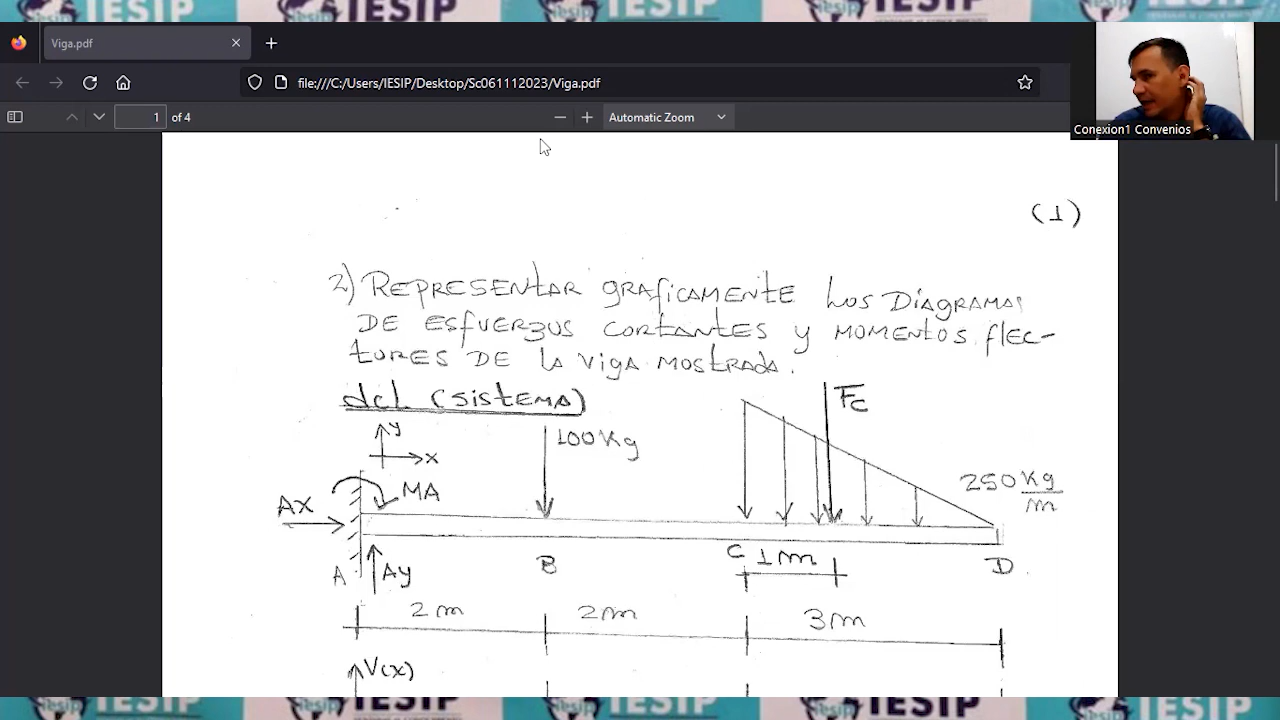 IESIP
Viga.pdf
file:///C:/Users/IESIP/Desktop/Sd061112023/Viga.pdf
1 of 4
Automatic Zoom
Conexion1 Convenios
(1)
2) REPRESENTAR GRAFICAMENTE LOS DIAGRAMAS
DE ESFUERZOS CORTANTES Y MOMENTOS FLEC-
TORES DE LA VIGA MOSTRADA.
dcl (SISTEMA)
Fc
y
100 Kg
x
MA
250 Kg/m
Ax
A
Ay
B
C 1m
D
2m 2m 3m
V(x)
IESIP